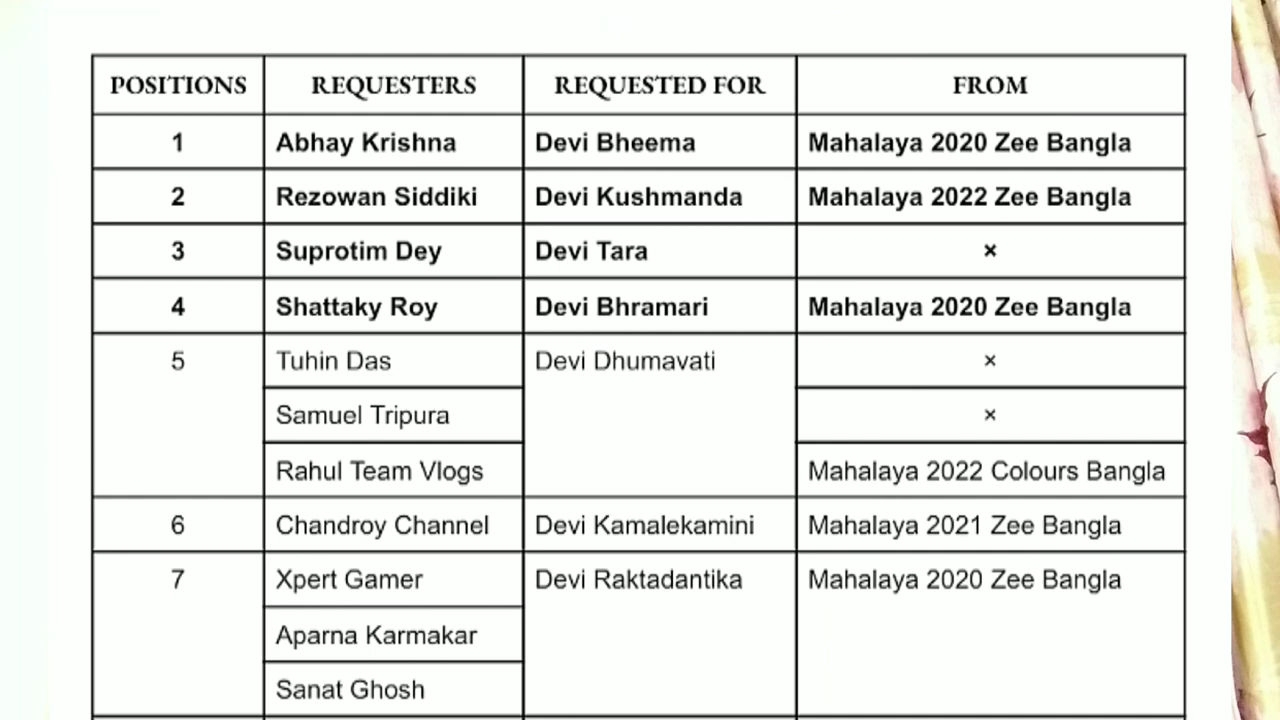 POSITIONS REQUESTERS REQUESTED FOR FROM
1 Abhay Krishna Devi Bheema Mahalaya 2020 Zee Bangla
2 Rezowan Siddiki Devi Kushmanda Mahalaya 2022 Zee Bangla
3 Suprotim Dey Devi Tara ×
4 Shattaky Roy Devi Bhramari Mahalaya 2020 Zee Bangla
5 Tuhin Das Devi Dhumavati ×
Samuel Tripura ×
Rahul Team Vlogs Mahalaya 2022 Colours Bangla
6 Chandroy Channel Devi Kamalekamini Mahalaya 2021 Zee Bangla
7 Xpert Gamer Devi Raktadantika Mahalaya 2020 Zee Bangla
Aparna Karmakar
Sanat Ghosh